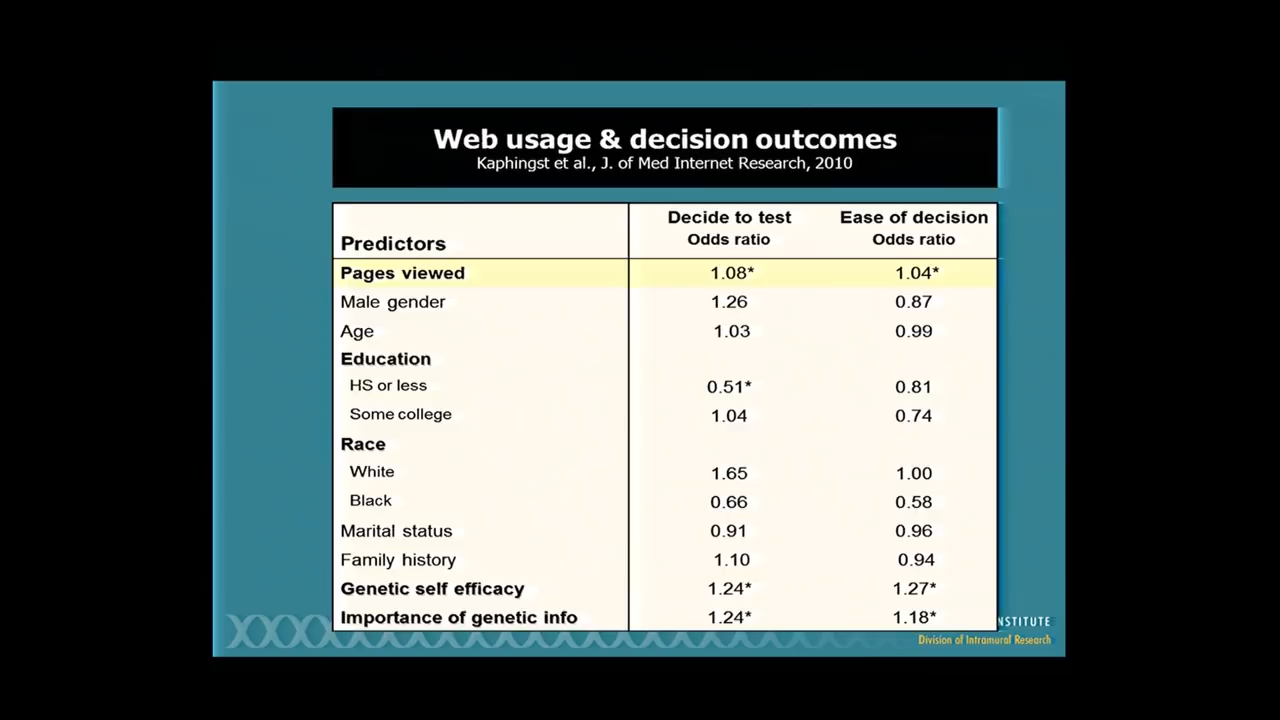 Web usage & decision outcomes
Kaphingst et al., J. of Med Internet Research, 2010
Predictors Decide to test Odds ratio Ease of decision Odds ratio
Pages viewed 1.08* 1.04*
Male gender 1.26 0.87
Age 1.03 0.99
Education
HS or less 0.51* 0.81
Some college 1.04 0.74
Race
White 1.65 1.00
Black 0.66 0.58
Marital status 0.91 0.96
Family history 1.10 0.94
Genetic self efficacy 1.24* 1.27*
Importance of genetic info 1.24* 1.18*
NSTITUTE
Division of Intramural Research